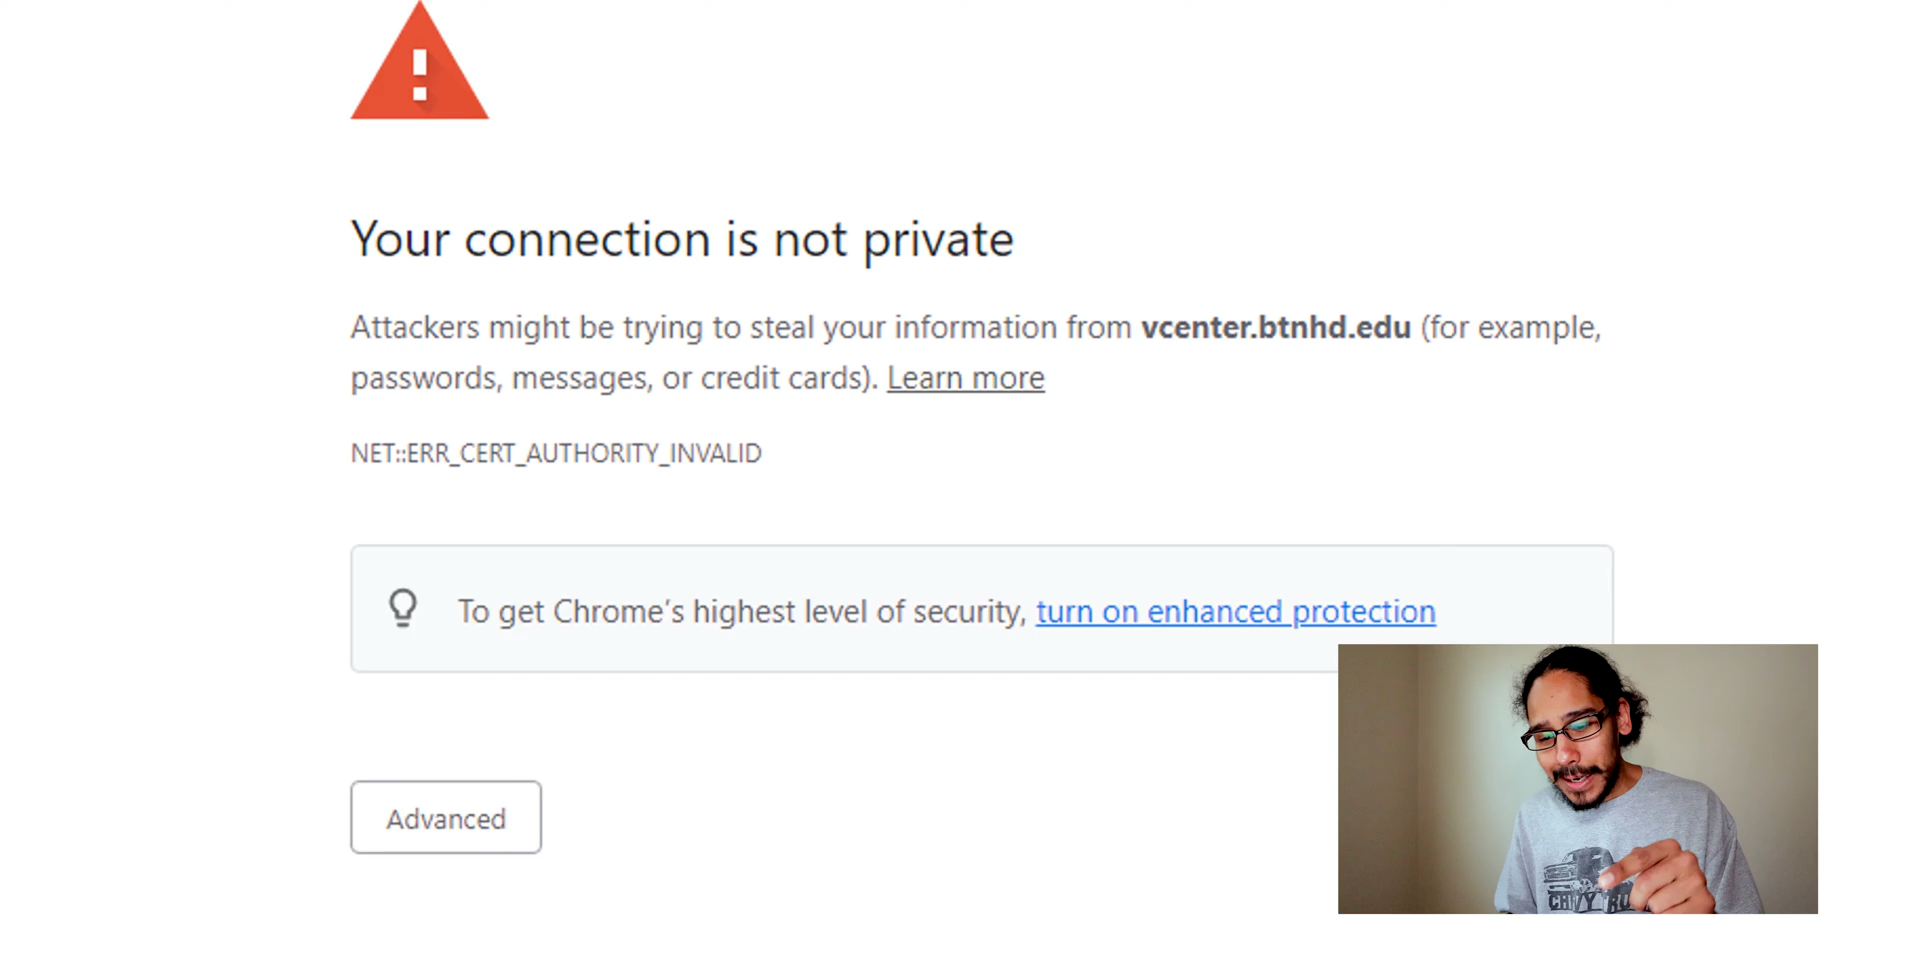 Your connection is not private
Attackers might be trying to steal your information from vcenter.btnhd.edu (for example,
passwords, messages, or credit cards). Learn more
NET::ERR_CERT_AUTHORITY_INVALID
To get Chrome's highest level of security, turn on enhanced protection
Advanced